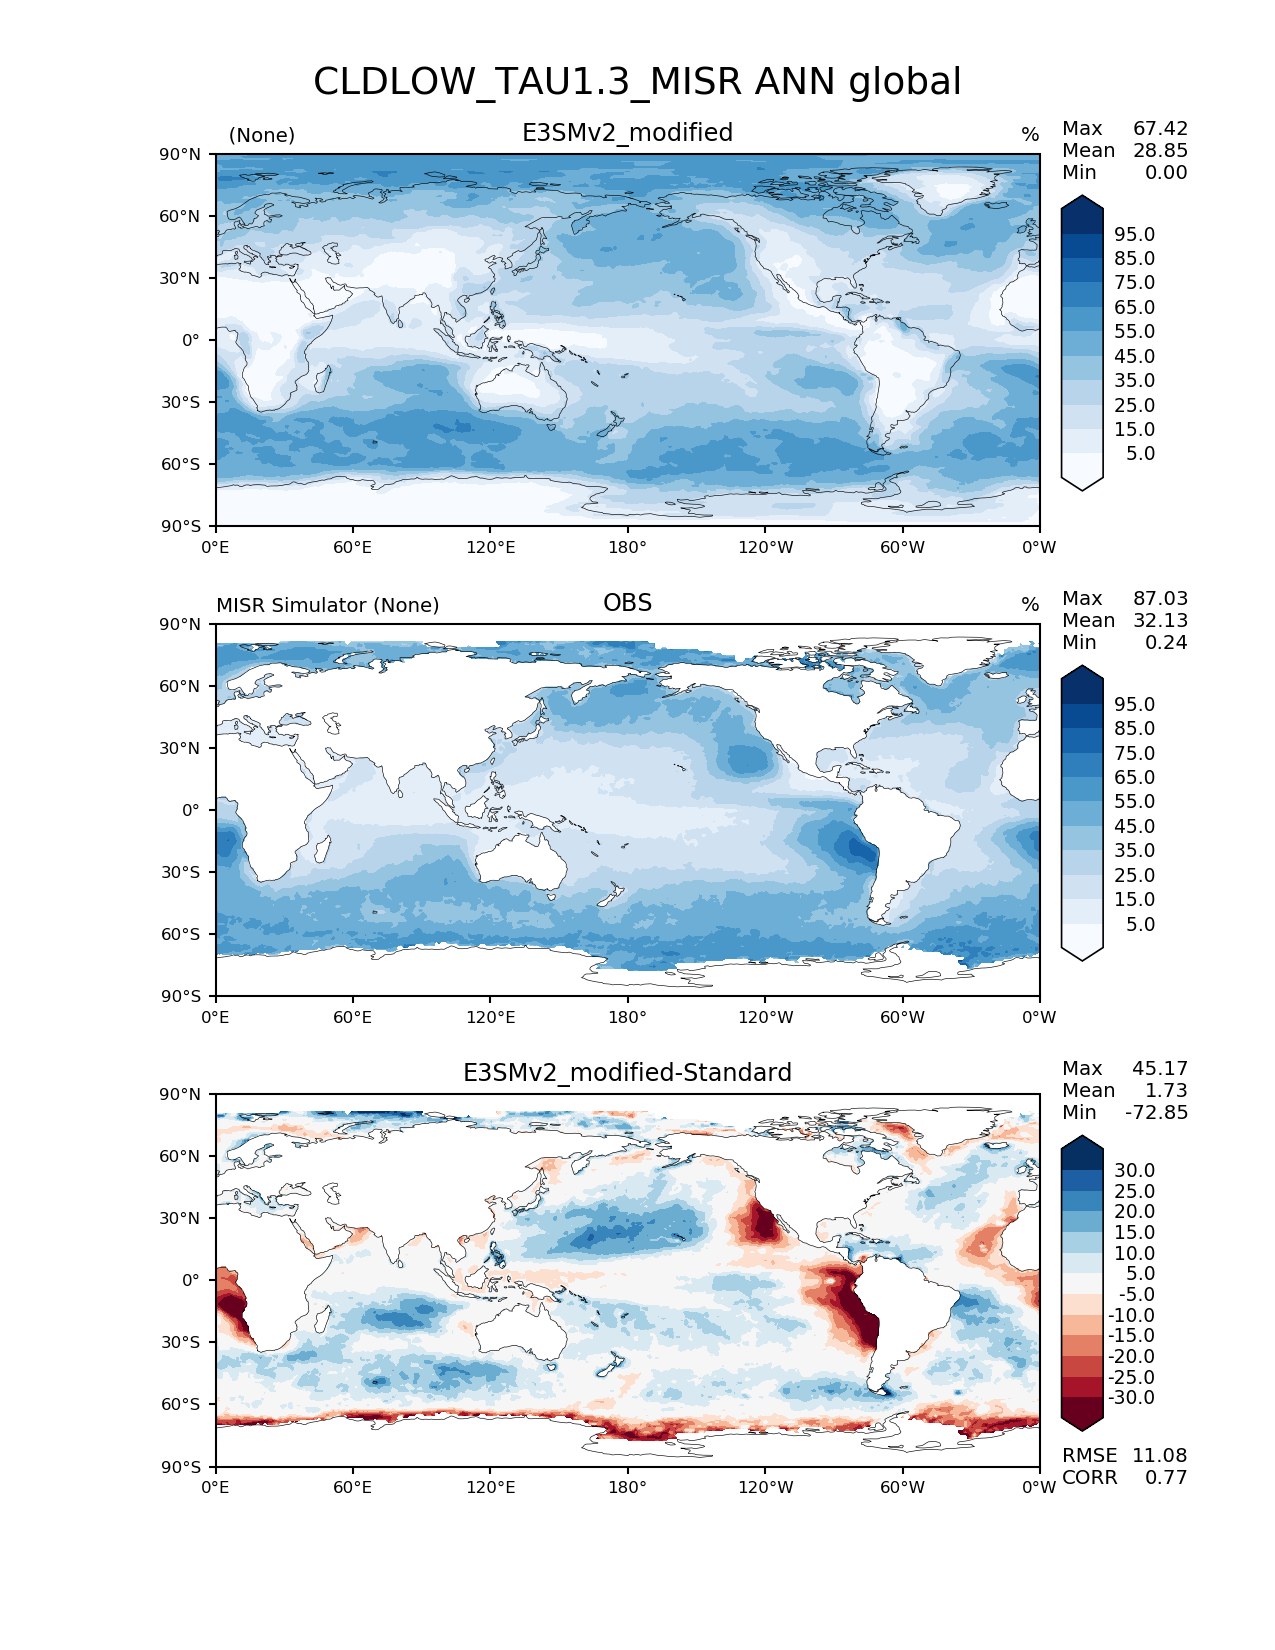 CLDLOW_TAU1.3_MISR ANN global
(None) E3SMv2_modified %
Max 67.42
Mean 28.85
Min 0.00
90°N
60°N
30°N
0°
30°S
60°S
90°S
0°E 60°E 120°E 180° 120°W 60°W 0°W
95.0
85.0
75.0
65.0
55.0
45.0
35.0
25.0
15.0
5.0
MISR Simulator (None) OBS %
Max 87.03
Mean 32.13
Min 0.24
90°N
60°N
30°N
0°
30°S
60°S
90°S
0°E 60°E 120°E 180° 120°W 60°W 0°W
95.0
85.0
75.0
65.0
55.0
45.0
35.0
25.0
15.0
5.0
E3SMv2_modified-Standard
Max 45.17
Mean 1.73
Min -72.85
90°N
60°N
30°N
0°
30°S
60°S
90°S
0°E 60°E 120°E 180° 120°W 60°W 0°W
30.0
25.0
20.0
15.0
10.0
5.0
-5.0
-10.0
-15.0
-20.0
-25.0
-30.0
RMSE 11.08
CORR 0.77